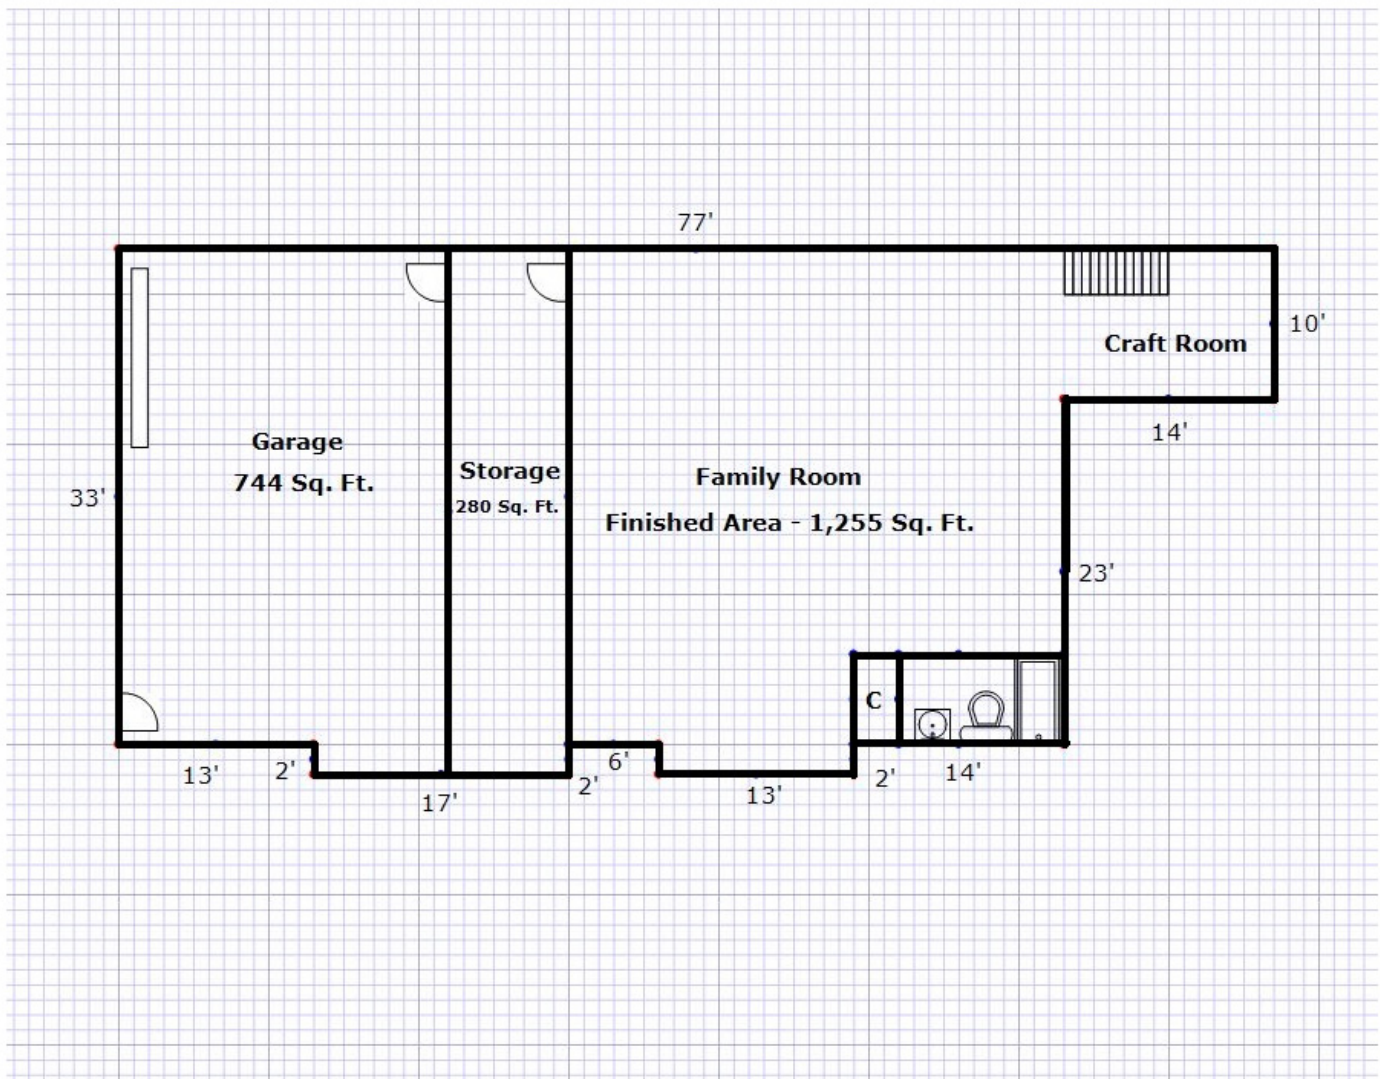 77'
10'
Craft Room
14'
Garage
744 Sq. Ft.
Storage
280 Sq. Ft.
Family Room
Finished Area - 1,255 Sq. Ft.
33'
23'
C
13'
2'
17'
2'
6'
13'
2'
14'